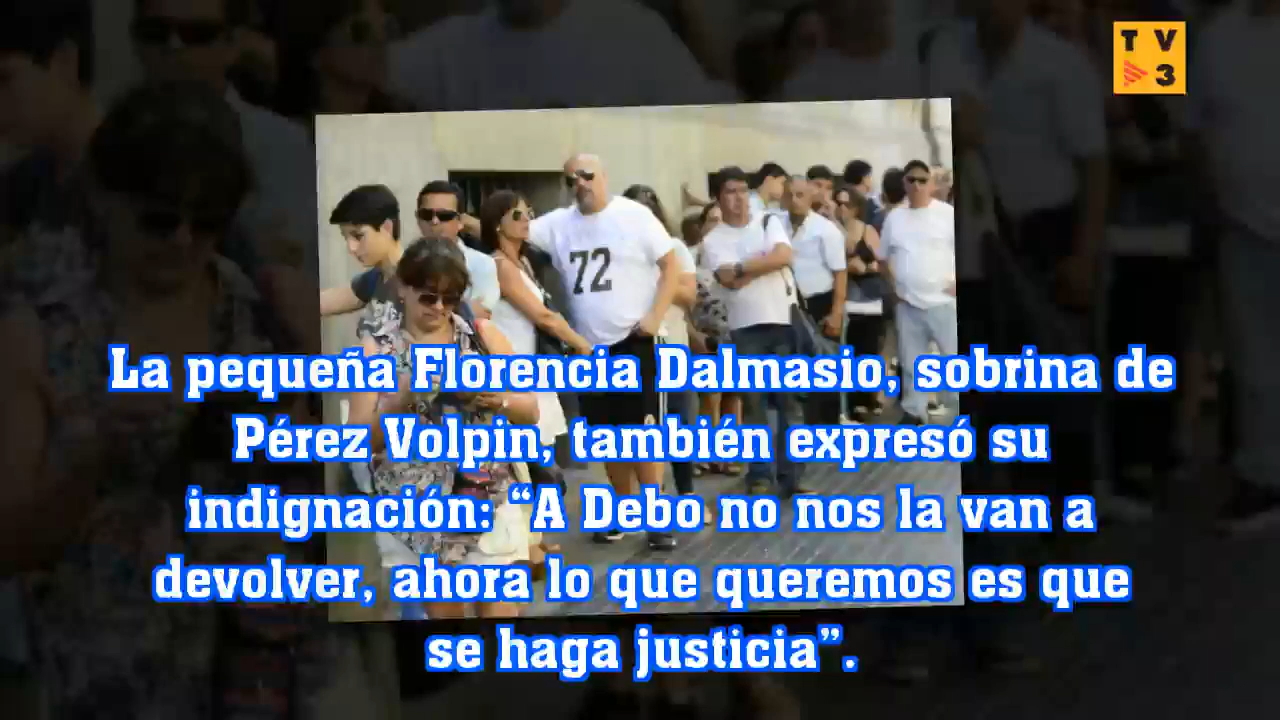 TV
3
72
La pequeña Florencia Dalmasio, sobrina de
Pérez Volpin, también expresó su
indignación: “A Debo no nos la van a
devolver, ahora lo que queremos es que
se haga justicia”.